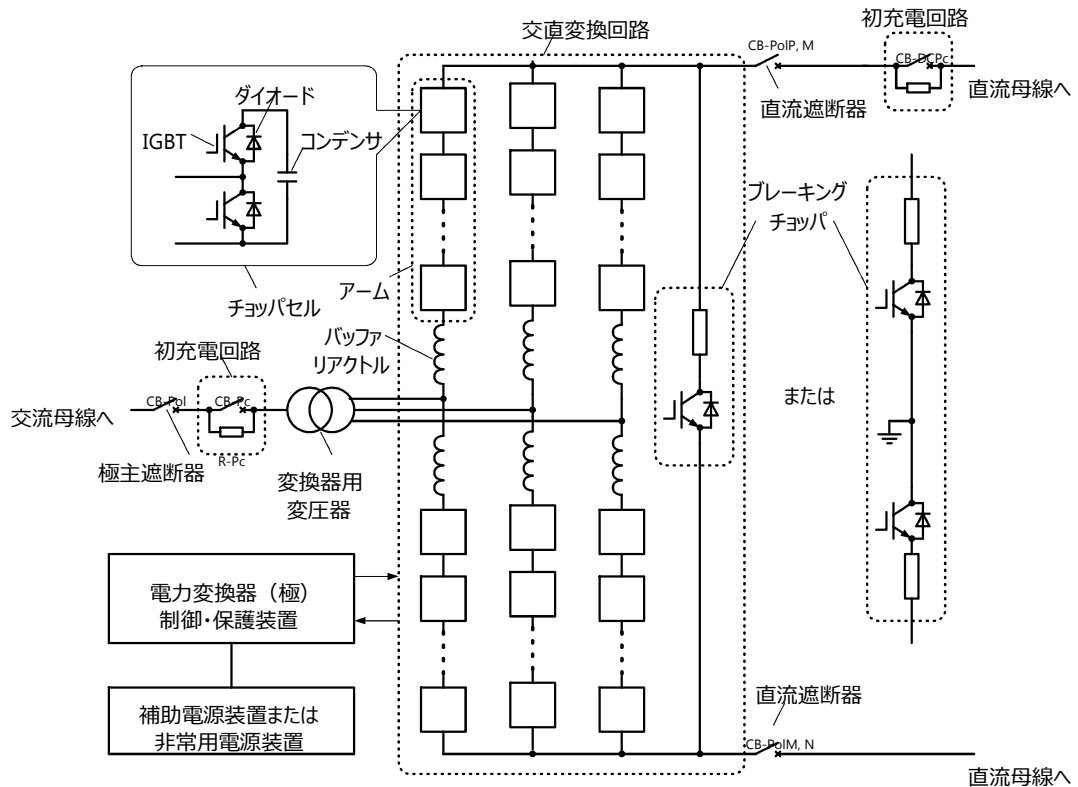 交直変換回路
初充電回路
CB-PolP, M
CB-DCPc
直流母線へ
直流遮断器
ダイオード
IGBT
コンデンサ
チョッパセル
アーム
ブレーキング
チョッパ
または
バッファ
リアクトル
初充電回路
CB-Pol
CB-Pc
交流母線へ
R-Pc
極主遮断器
変換器用
変圧器
電力変換器（極）
制御・保護装置
補助電源装置または
非常用電源装置
直流遮断器
CB-PolM, N
直流母線へ